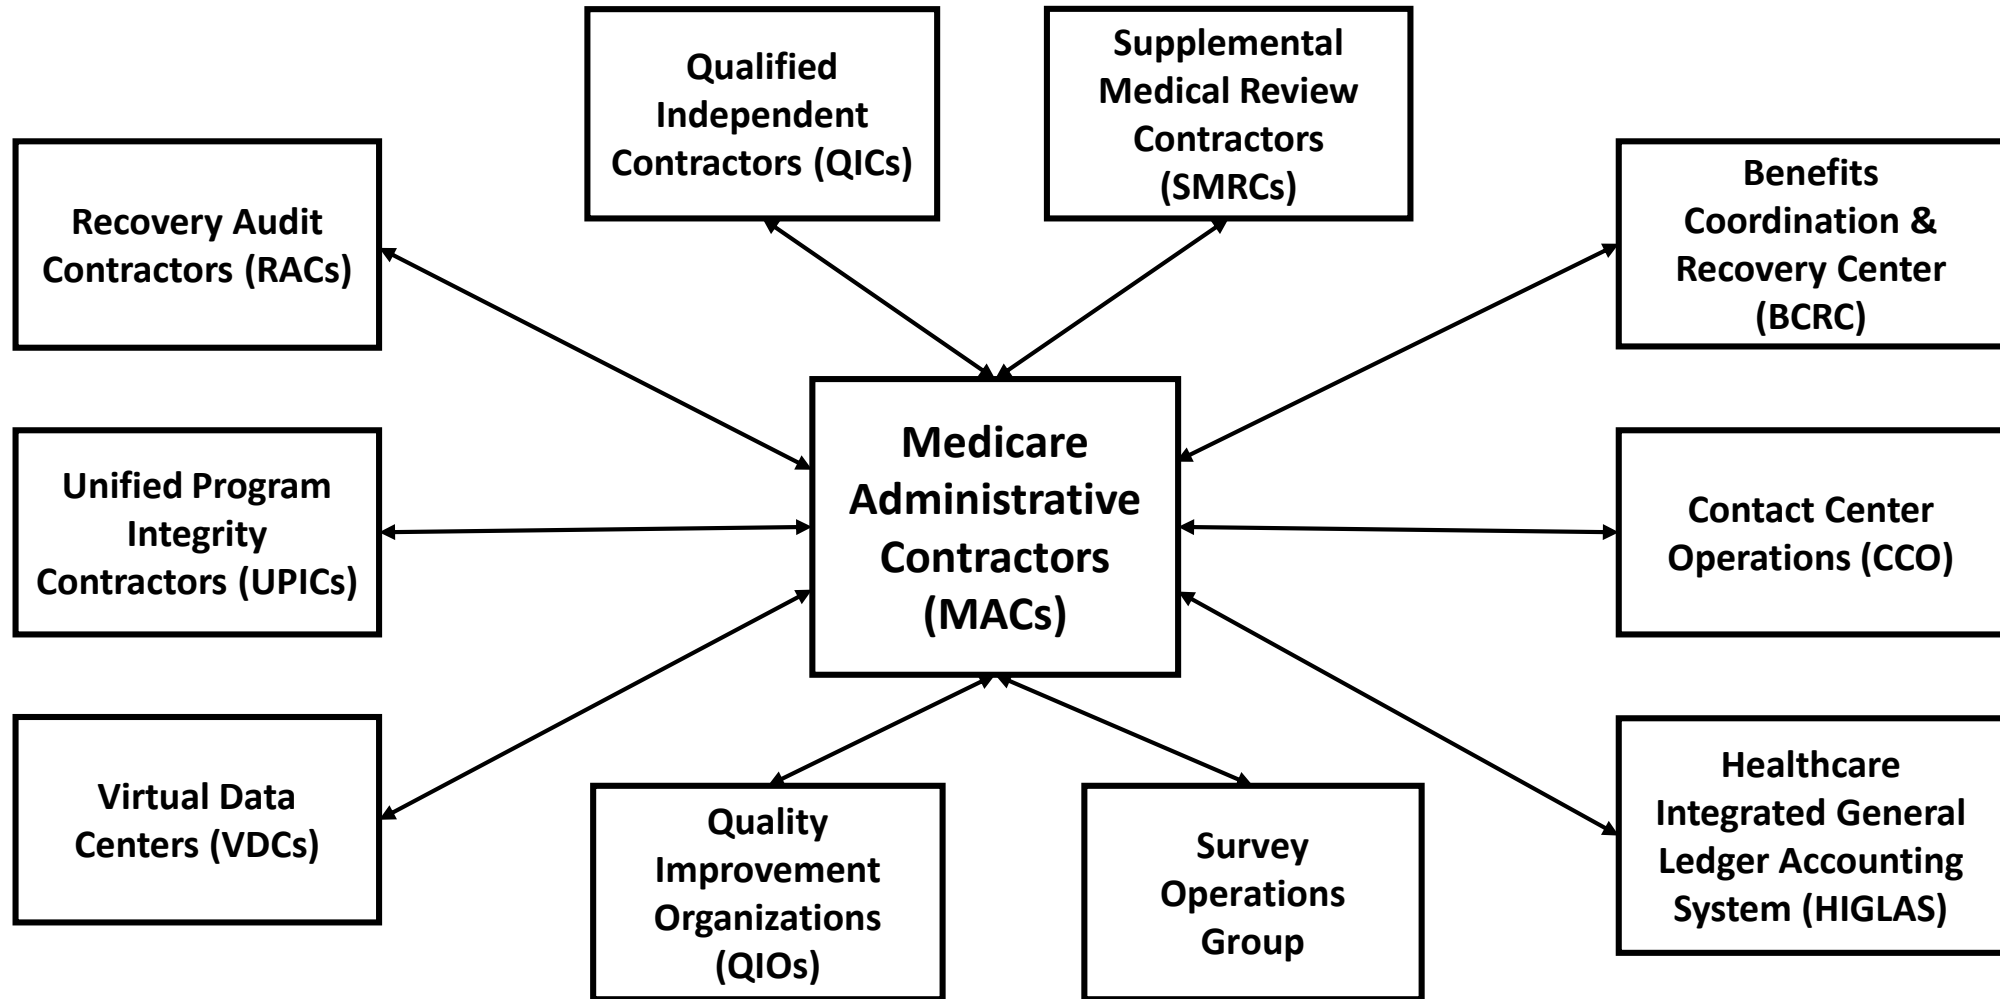 Qualified
Independent
Contractors (QICs)
Supplemental
Medical Review
Contractors
(SMRCs)
Recovery Audit
Contractors (RACs)
Benefits
Coordination &
Recovery Center
(BCRC)
Medicare
Administrative
Contractors
(MACs)
Unified Program
Integrity
Contractors (UPICs)
Contact Center
Operations (CCO)
Virtual Data
Centers (VDCs)
Quality
Improvement
Organizations
(QIOs)
Survey
Operations
Group
Healthcare
Integrated General
Ledger Accounting
System (HIGLAS)